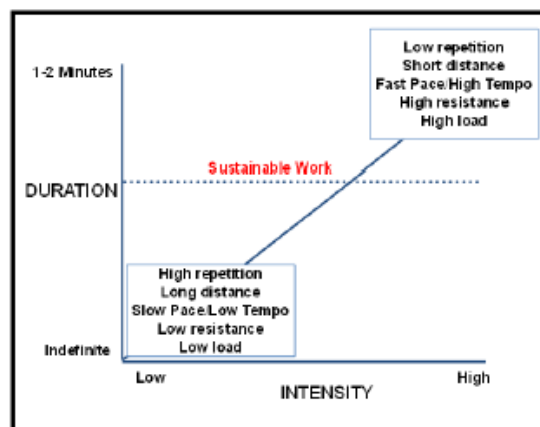 Low repetition
Short distance
Fast Pace/High Tempo
High resistance
High load
1-2 Minutes
Sustainable Work
DURATION
High repetition
Long distance
Slow Pace/Low Tempo
Low resistance
Low load
Indefinite
Low
High
INTENSITY